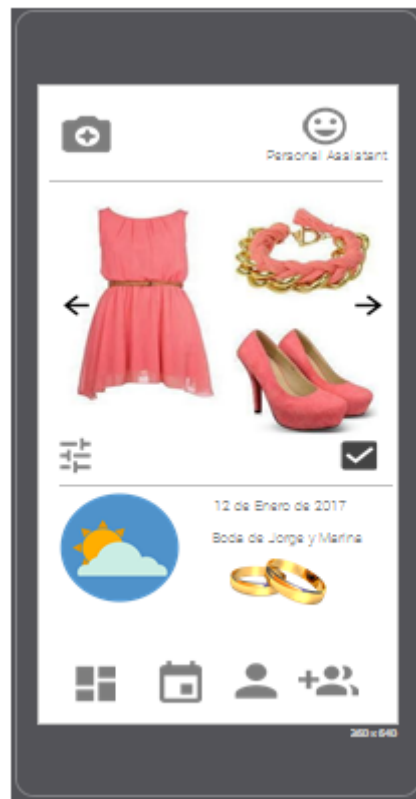 Personal Assistant
12 de Enero de 2017
Boda de Jorge y Marina
360 x 640